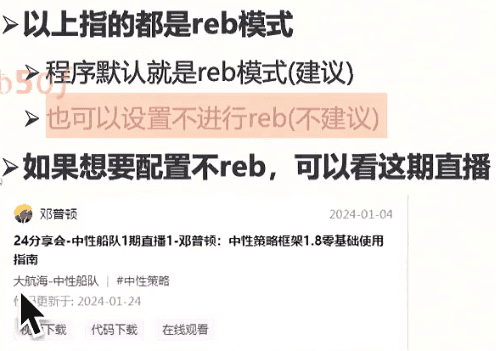 ➢以上指的都是reb模式
➢程序默认就是reb模式(建议)
➢也可以设置不进行reb(不建议)
➢如果想要配置不reb，可以看这期直播
邓普顿 2024-01-04
24分享会-中性船队1期直播1-邓普顿：中性策略框架1.8零基础使用
指南
大航海-中性船队 | #中性策略
更新于: 2024-01-24
下载 代码下载 在线观看